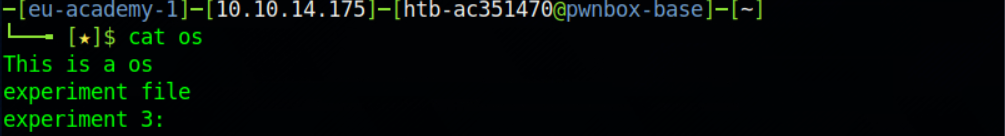 ─[eu-academy-1]─[10.10.14.175]─[htb-ac351470@pwnbox-base]─[~]
└──╼ [★]$ cat os
This is a os
experiment file
experiment 3: